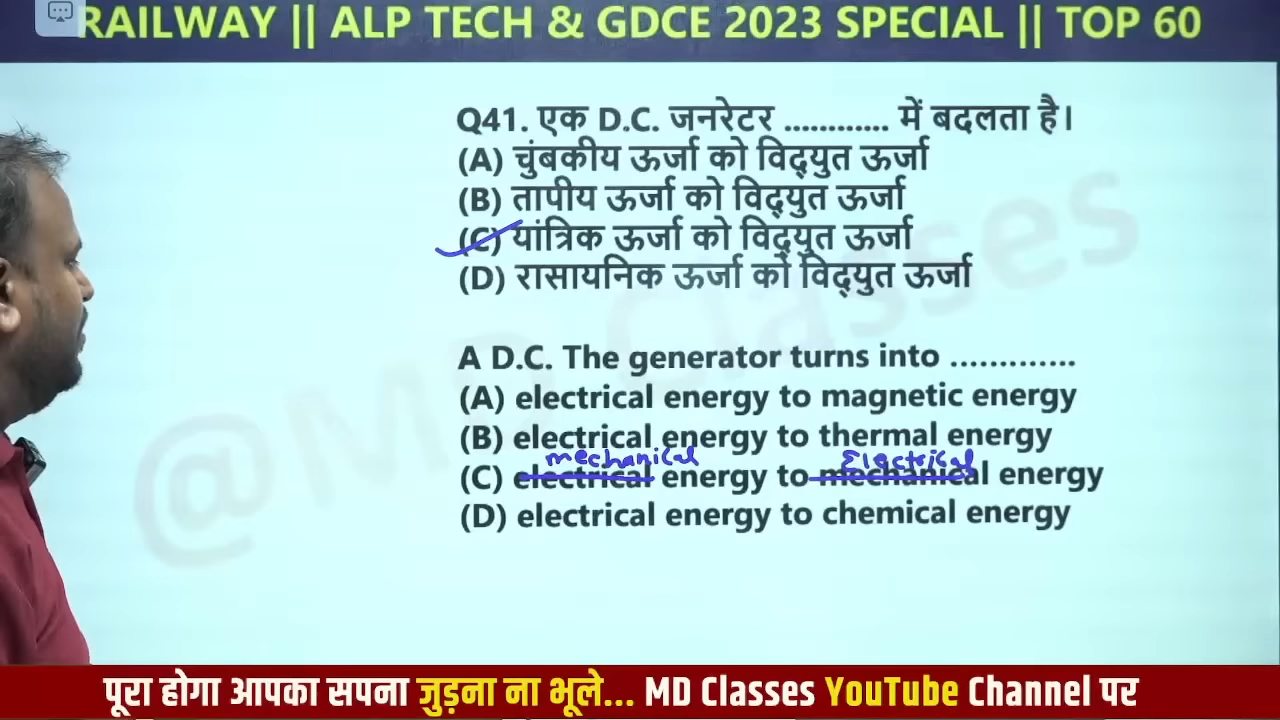 RAILWAY || ALP TECH & GDCE 2023 SPECIAL || TOP 60
Q41. एक D.C. जनरेटर ............ में बदलता है।
(A) चुंबकीय ऊर्जा को विद्युत ऊर्जा
(B) तापीय ऊर्जा को विद्युत ऊर्जा
(C) यांत्रिक ऊर्जा को विद्युत ऊर्जा
(D) रासायनिक ऊर्जा को विद्युत ऊर्जा
A D.C. The generator turns into .............
(A) electrical energy to magnetic energy
(B) electrical energy to thermal energy
mechanical Electrical
(C) electrical energy to mechanical energy
(D) electrical energy to chemical energy
@MD Classes
पूरा होगा आपका सपना जुड़ना ना भूले... MD Classes YouTube Channel पर